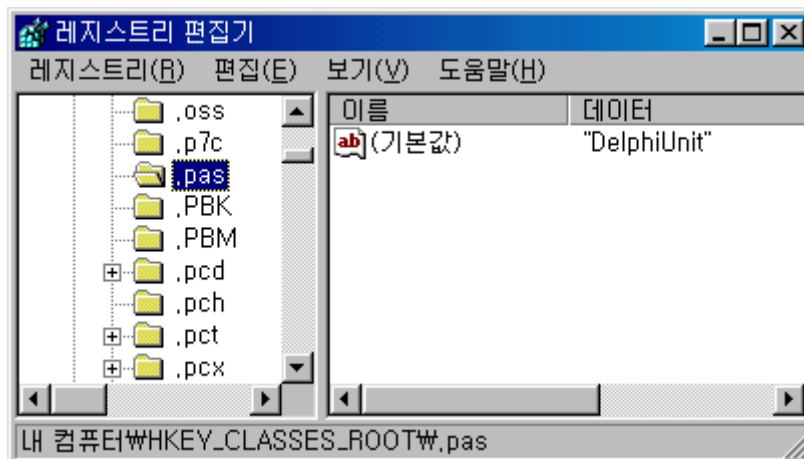 레지스트리 편집기
레지스트리(R) 편집(E) 보기(V) 도움말(H)
.oss
.p7c
.pas
.PBK
.PBM
.pcd
.pch
.pct
.pcx
이름 데이터
ab (기본값) "DelphiUnit"
내 컴퓨터₩HKEY_CLASSES_ROOT₩.pas